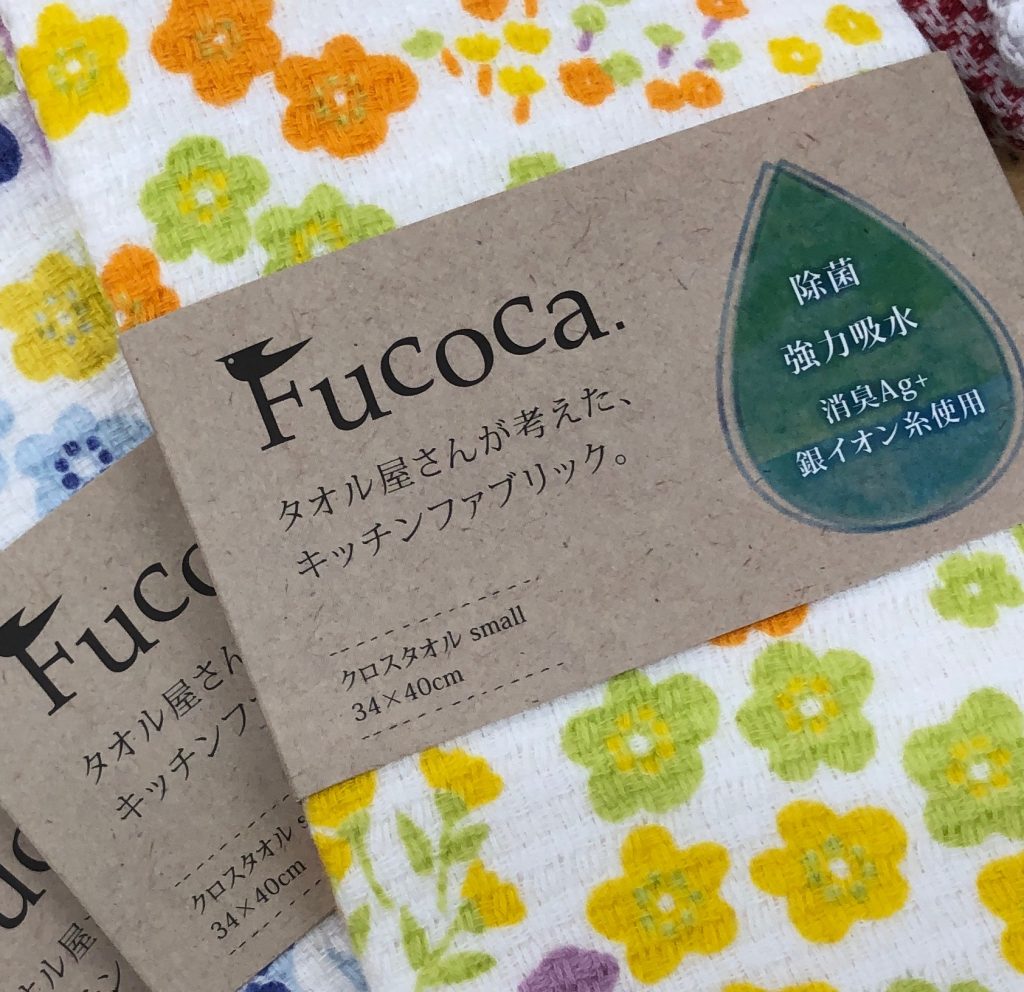 Fucoca.
タオル屋さんが考えた、
キッチンファブリック。
クロスタオル small
34×40cm
除菌
強力吸水
消臭Ag+
銀イオン糸使用
Fuco
タオル屋さん
キッチンフ
クロスタオル s
34×40cm